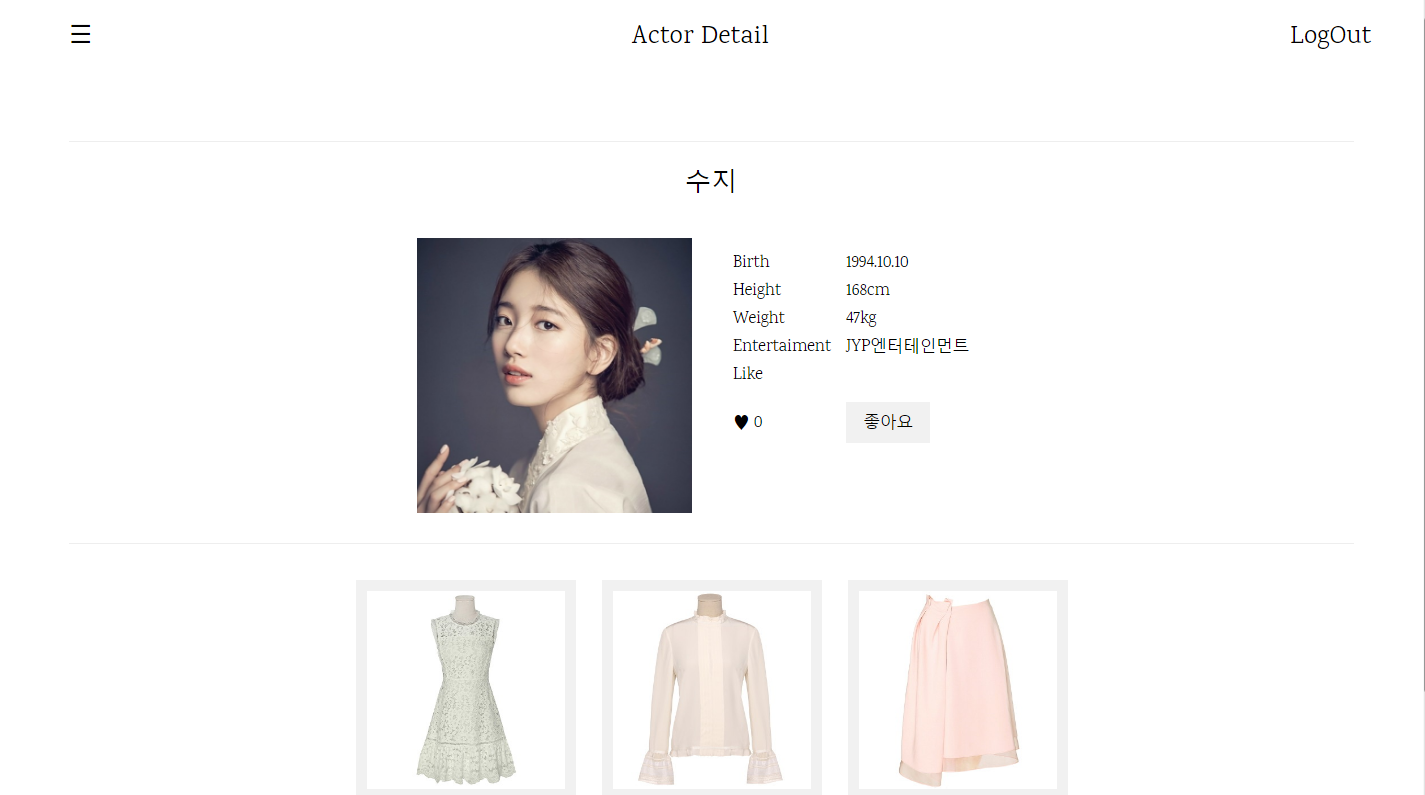 ☰ Actor Detail LogOut
수지
Birth 1994.10.10
Height 168cm
Weight 47kg
Entertaiment JYP엔터테인먼트
Like
♥ 0 좋아요